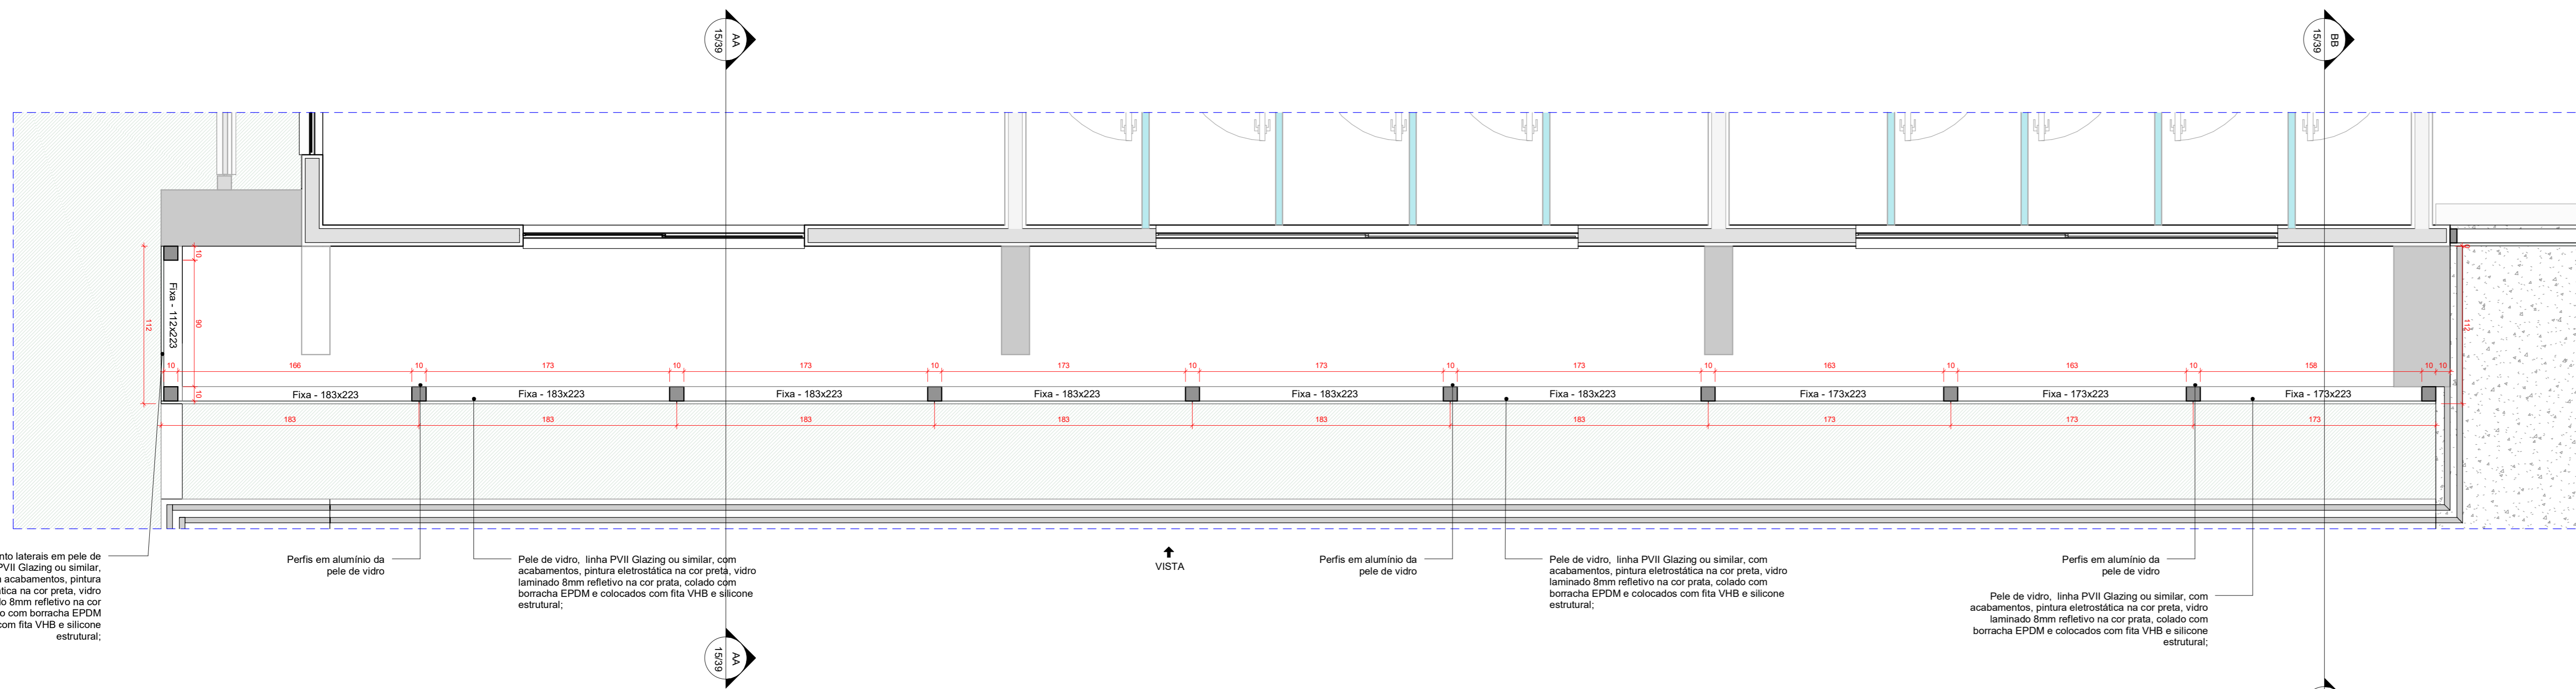 AA
15/39
BB
15/39
10
90
10
112
Fixa - 112x223
112
10
166
10
173
10
173
10
173
10
173
10
173
10
163
10
163
10
158
10
10
Fixa - 183x223
Fixa - 183x223
Fixa - 183x223
Fixa - 183x223
Fixa - 183x223
Fixa - 183x223
Fixa - 173x223
Fixa - 173x223
Fixa - 173x223
183
183
183
183
183
183
173
173
173
nto laterais em pele de
PVII Glazing ou similar,
acabamentos, pintura
ática na cor preta, vidro
do 8mm refletivo na cor
o com borracha EPDM
com fita VHB e silicone
estrutural;
Perfis em alumínio da
pele de vidro
Pele de vidro, linha PVII Glazing ou similar, com
acabamentos, pintura eletrostática na cor preta, vidro
laminado 8mm refletivo na cor prata, colado com
borracha EPDM e colocados com fita VHB e silicone
estrutural;
VISTA
Perfis em alumínio da
pele de vidro
Pele de vidro, linha PVII Glazing ou similar, com
acabamentos, pintura eletrostática na cor preta, vidro
laminado 8mm refletivo na cor prata, colado com
borracha EPDM e colocados com fita VHB e silicone
estrutural;
Perfis em alumínio da
pele de vidro
Pele de vidro, linha PVII Glazing ou similar, com
acabamentos, pintura eletrostática na cor preta, vidro
laminado 8mm refletivo na cor prata, colado com
borracha EPDM e colocados com fita VHB e silicone
estrutural;
AA
15/39